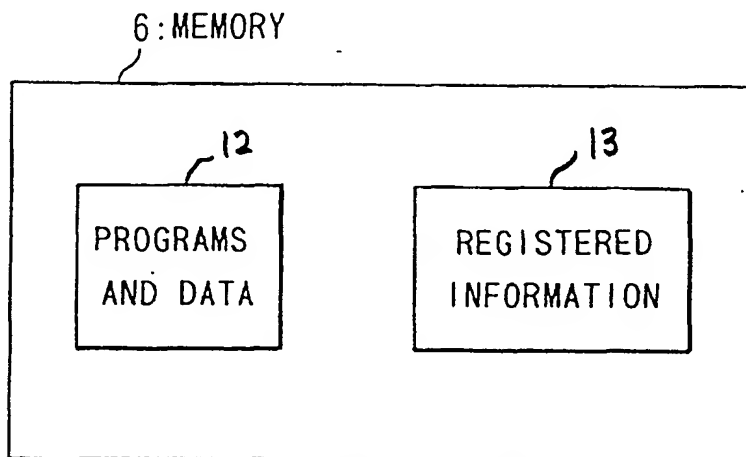 6:MEMORY
12
13
PROGRAMS
AND DATA
REGISTERED
INFORMATION